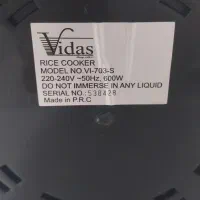 Vidas
RICE COOKER
MODEL NO.VI-703-S
220-240V ~50Hz, 600W
DO NOT IMMERSE IN ANY LIQUID
SERIAL NO.: 538428
Made in P.R.C